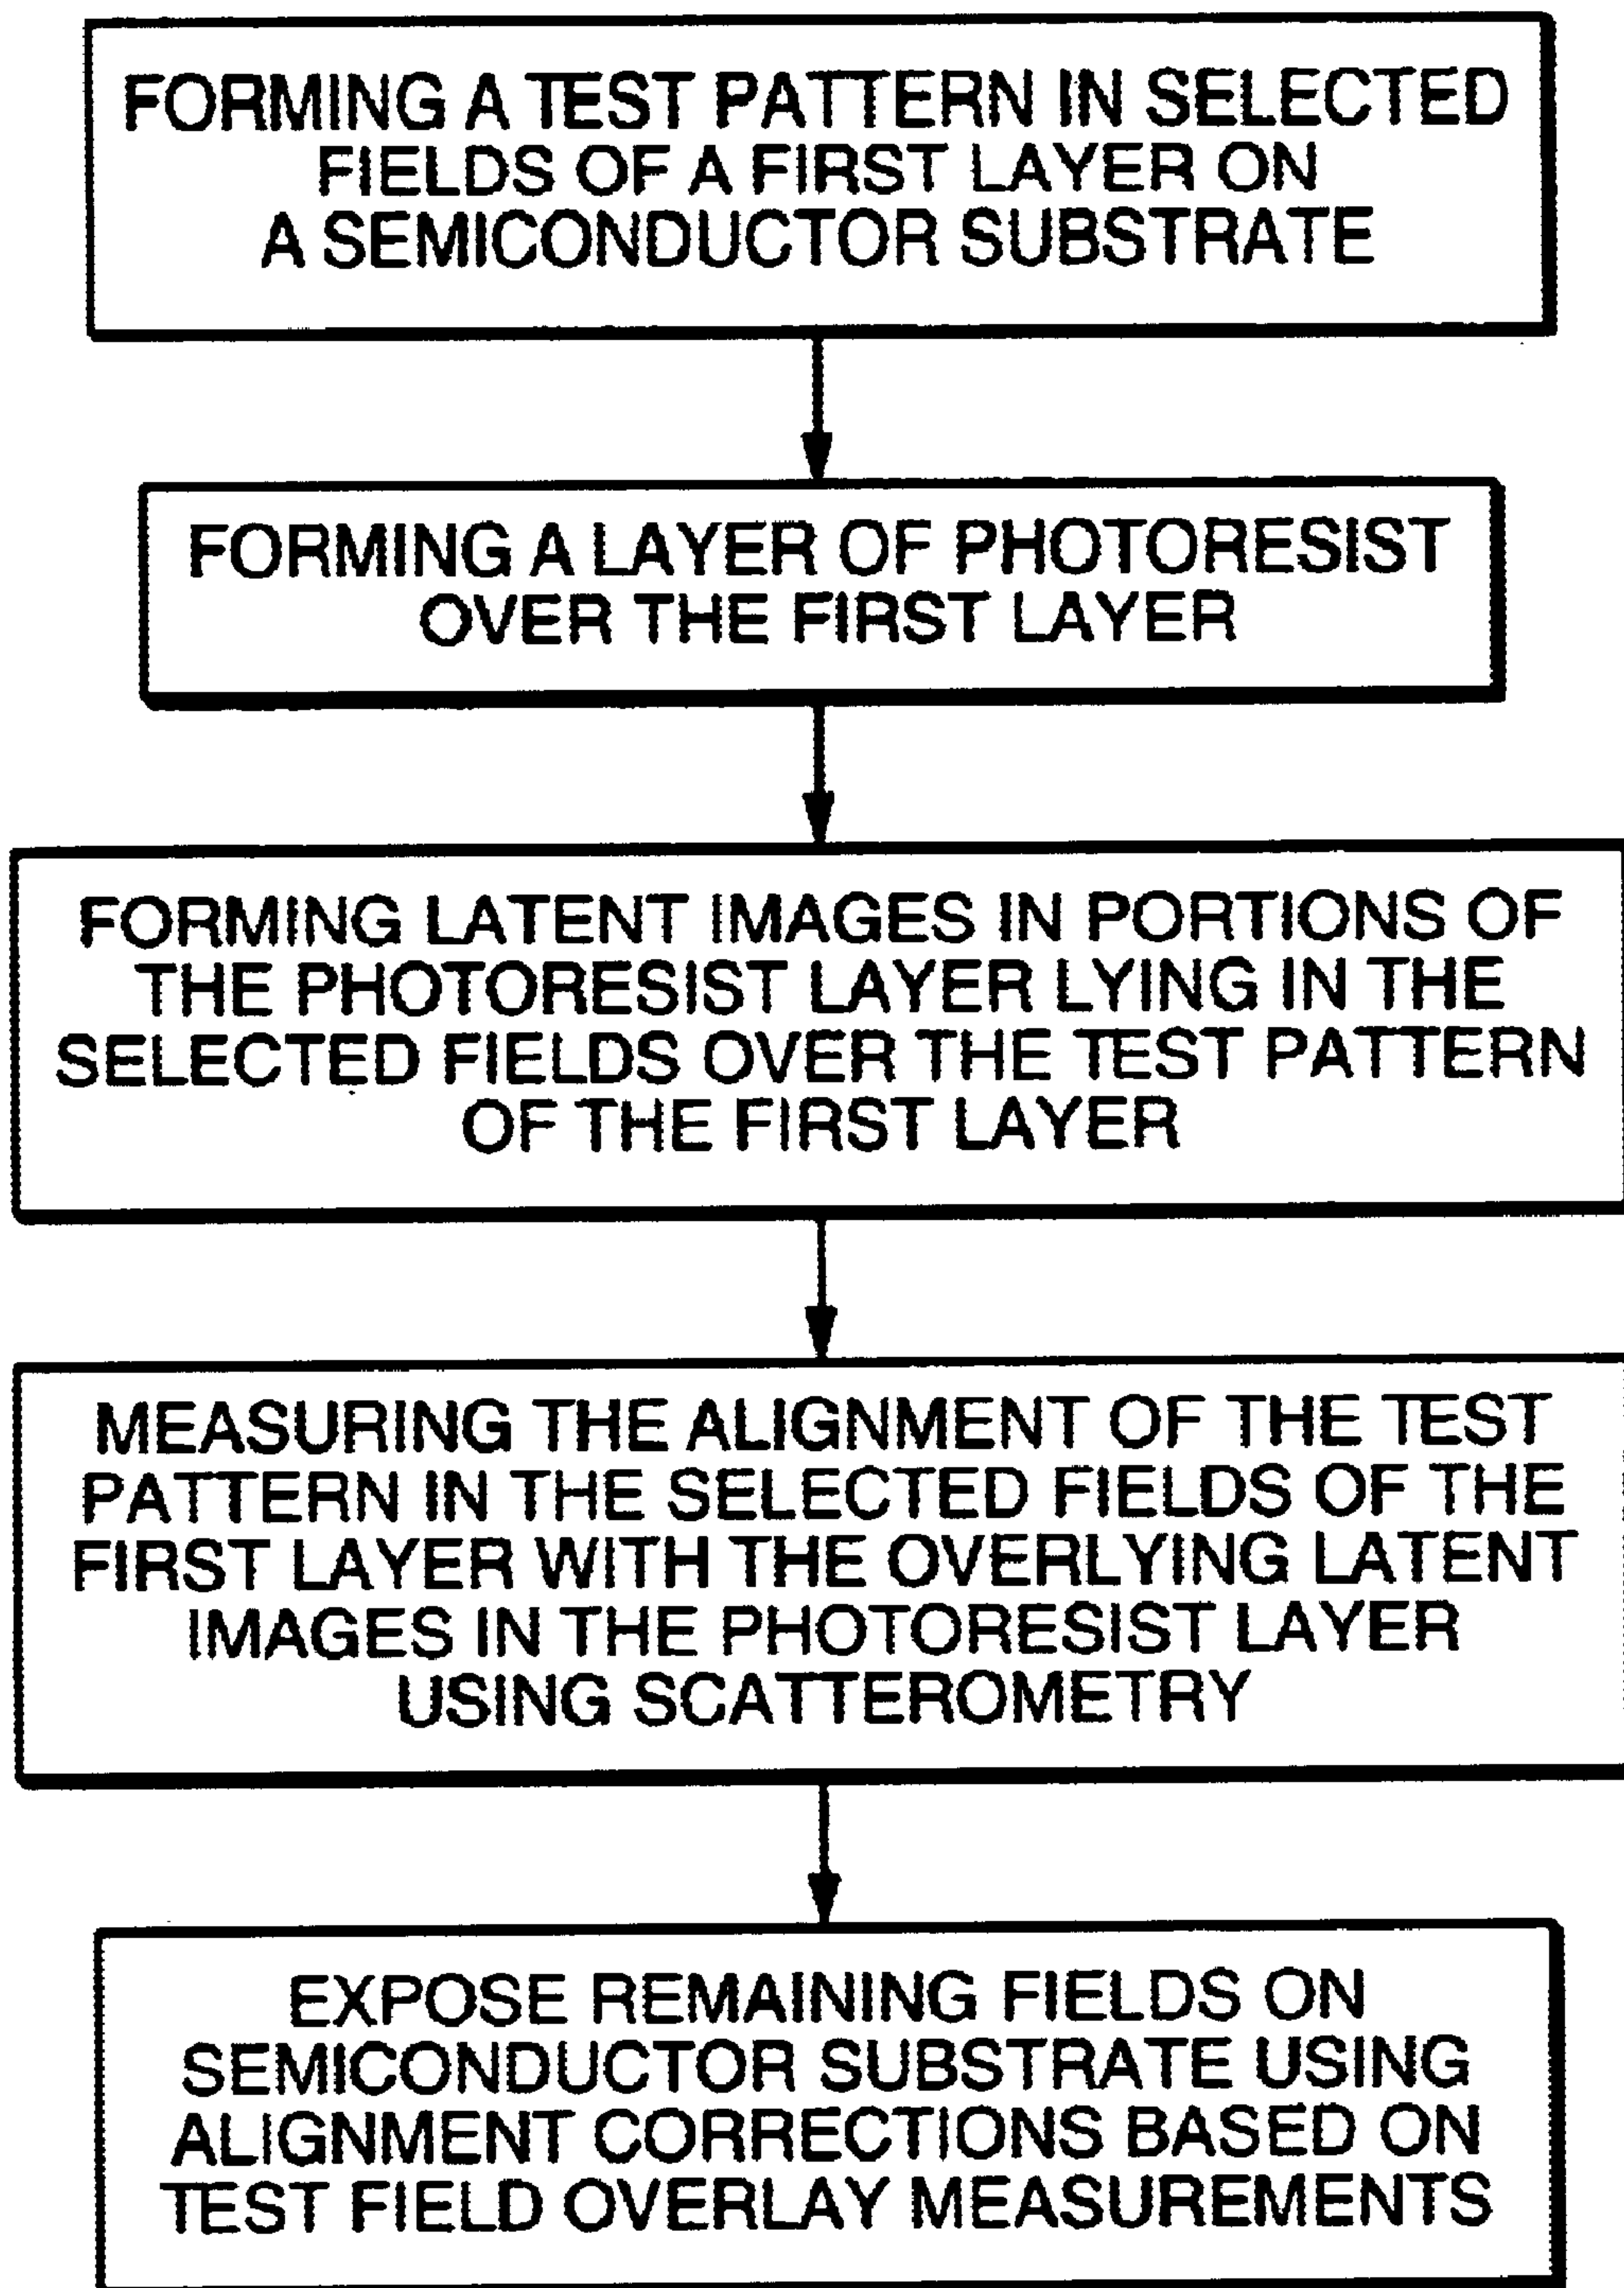 FORMING A TEST PATTERN IN SELECTED
FIELDS OF A FIRST LAYER ON
A SEMICONDUCTOR SUBSTRATE
FORMING A LAYER OF PHOTORESIST
OVER THE FIRST LAYER
FORMING LATENT IMAGES IN PORTIONS OF
THE PHOTORESIST LAYER LYING IN THE
SELECTED FIELDS OVER THE TEST PATTERN
OF THE FIRST LAYER
MEASURING THE ALIGNMENT OF THE TEST
PATTERN IN THE SELECTED FIELDS OF THE
FIRST LAYER WITH THE OVERLYING LATENT
IMAGES IN THE PHOTORESIST LAYER
USING SCATTEROMETRY
EXPOSE REMAINING FIELDS ON
SEMICONDUCTOR SUBSTRATE USING
ALIGNMENT CORRECTIONS BASED ON
TEST FIELD OVERLAY MEASUREMENTS